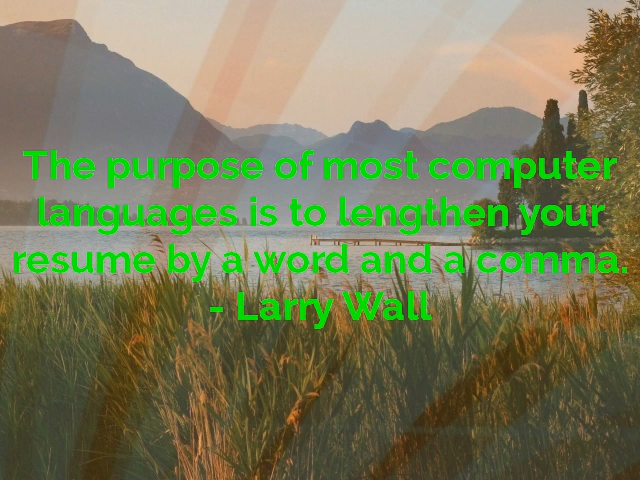 The purpose of most computer
languages is to lengthen your
resume by a word and a comma.
- Larry Wall